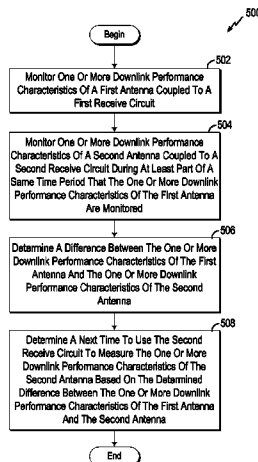 500
Begin
502
Monitor One Or More Downlink Performance
Characteristics Of A First Antenna Coupled To A
First Receive Circuit
504
Monitor One Or More Downlink Performance
Characteristics Of A Second Antenna Coupled To A
Second Receive Circuit During At Least Part Of A
Same Time Period That The One Or More Downlink
Performance Characteristics Of The First Antenna
Are Monitored
506
Determine A Difference Between The One Or More
Downlink Performance Characteristics Of The First
Antenna And The One Or More Downlink
Performance Characteristics Of The Second
Antenna
508
Determine A Next Time To Use The Second
Receive Circuit To Measure The One Or More
Downlink Performance Characteristics Of The
Second Antenna Based On The Determined
Difference Between The One Or More Downlink
Performance Characteristics Of The First Antenna
And The Second Antenna
End